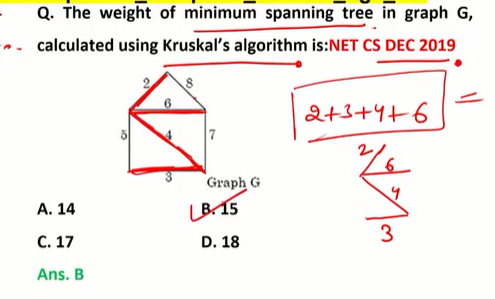 Q. The weight of minimum spanning tree in graph G,
calculated using Kruskal's algorithm is:NET CS DEC 2019
2 8
6
5 4 7
3
Graph G
2+3+4+6 =
2 6
4
3
A. 14 B. 15
C. 17 D. 18
Ans. B